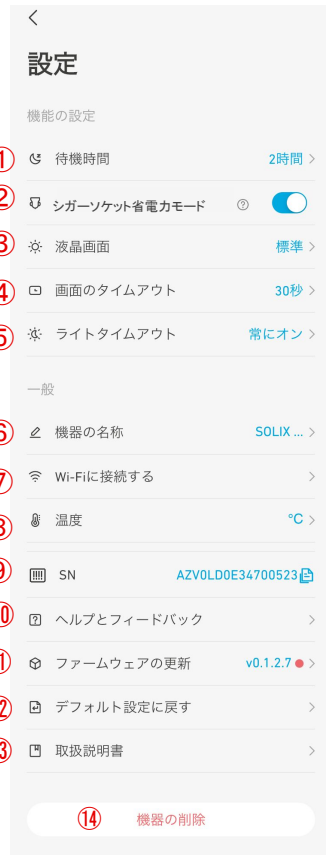 設定
機能の設定
① 待機時間 2時間 >
② シガーソケット省電力モード ?
③ 液晶画面 標準 >
④ 画面のタイムアウト 30秒 >
⑤ ライトタイムアウト 常にオン >
一般
⑥ 機器の名称 SOLIX ... >
⑦ Wi-Fiに接続する >
⑧ 温度 °C >
⑨ SN AZV0LD0E34700523
⑩ ヘルプとフィードバック >
⑪ ファームウェアの更新 v0.1.2.7 >
⑫ デフォルト設定に戻す >
⑬ 取扱説明書 >
⑭ 機器の削除